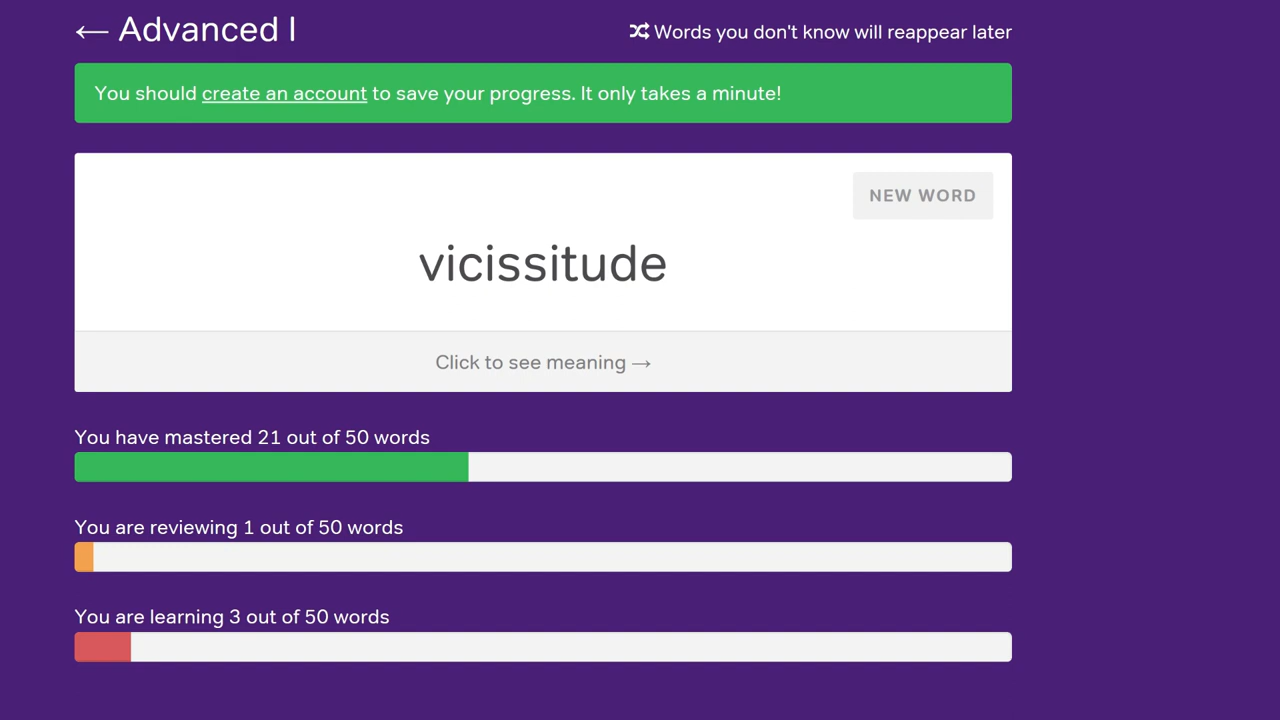 ← Advanced I
Words you don't know will reappear later
You should create an account to save your progress. It only takes a minute!
NEW WORD
vicissitude
Click to see meaning →
You have mastered 21 out of 50 words
You are reviewing 1 out of 50 words
You are learning 3 out of 50 words